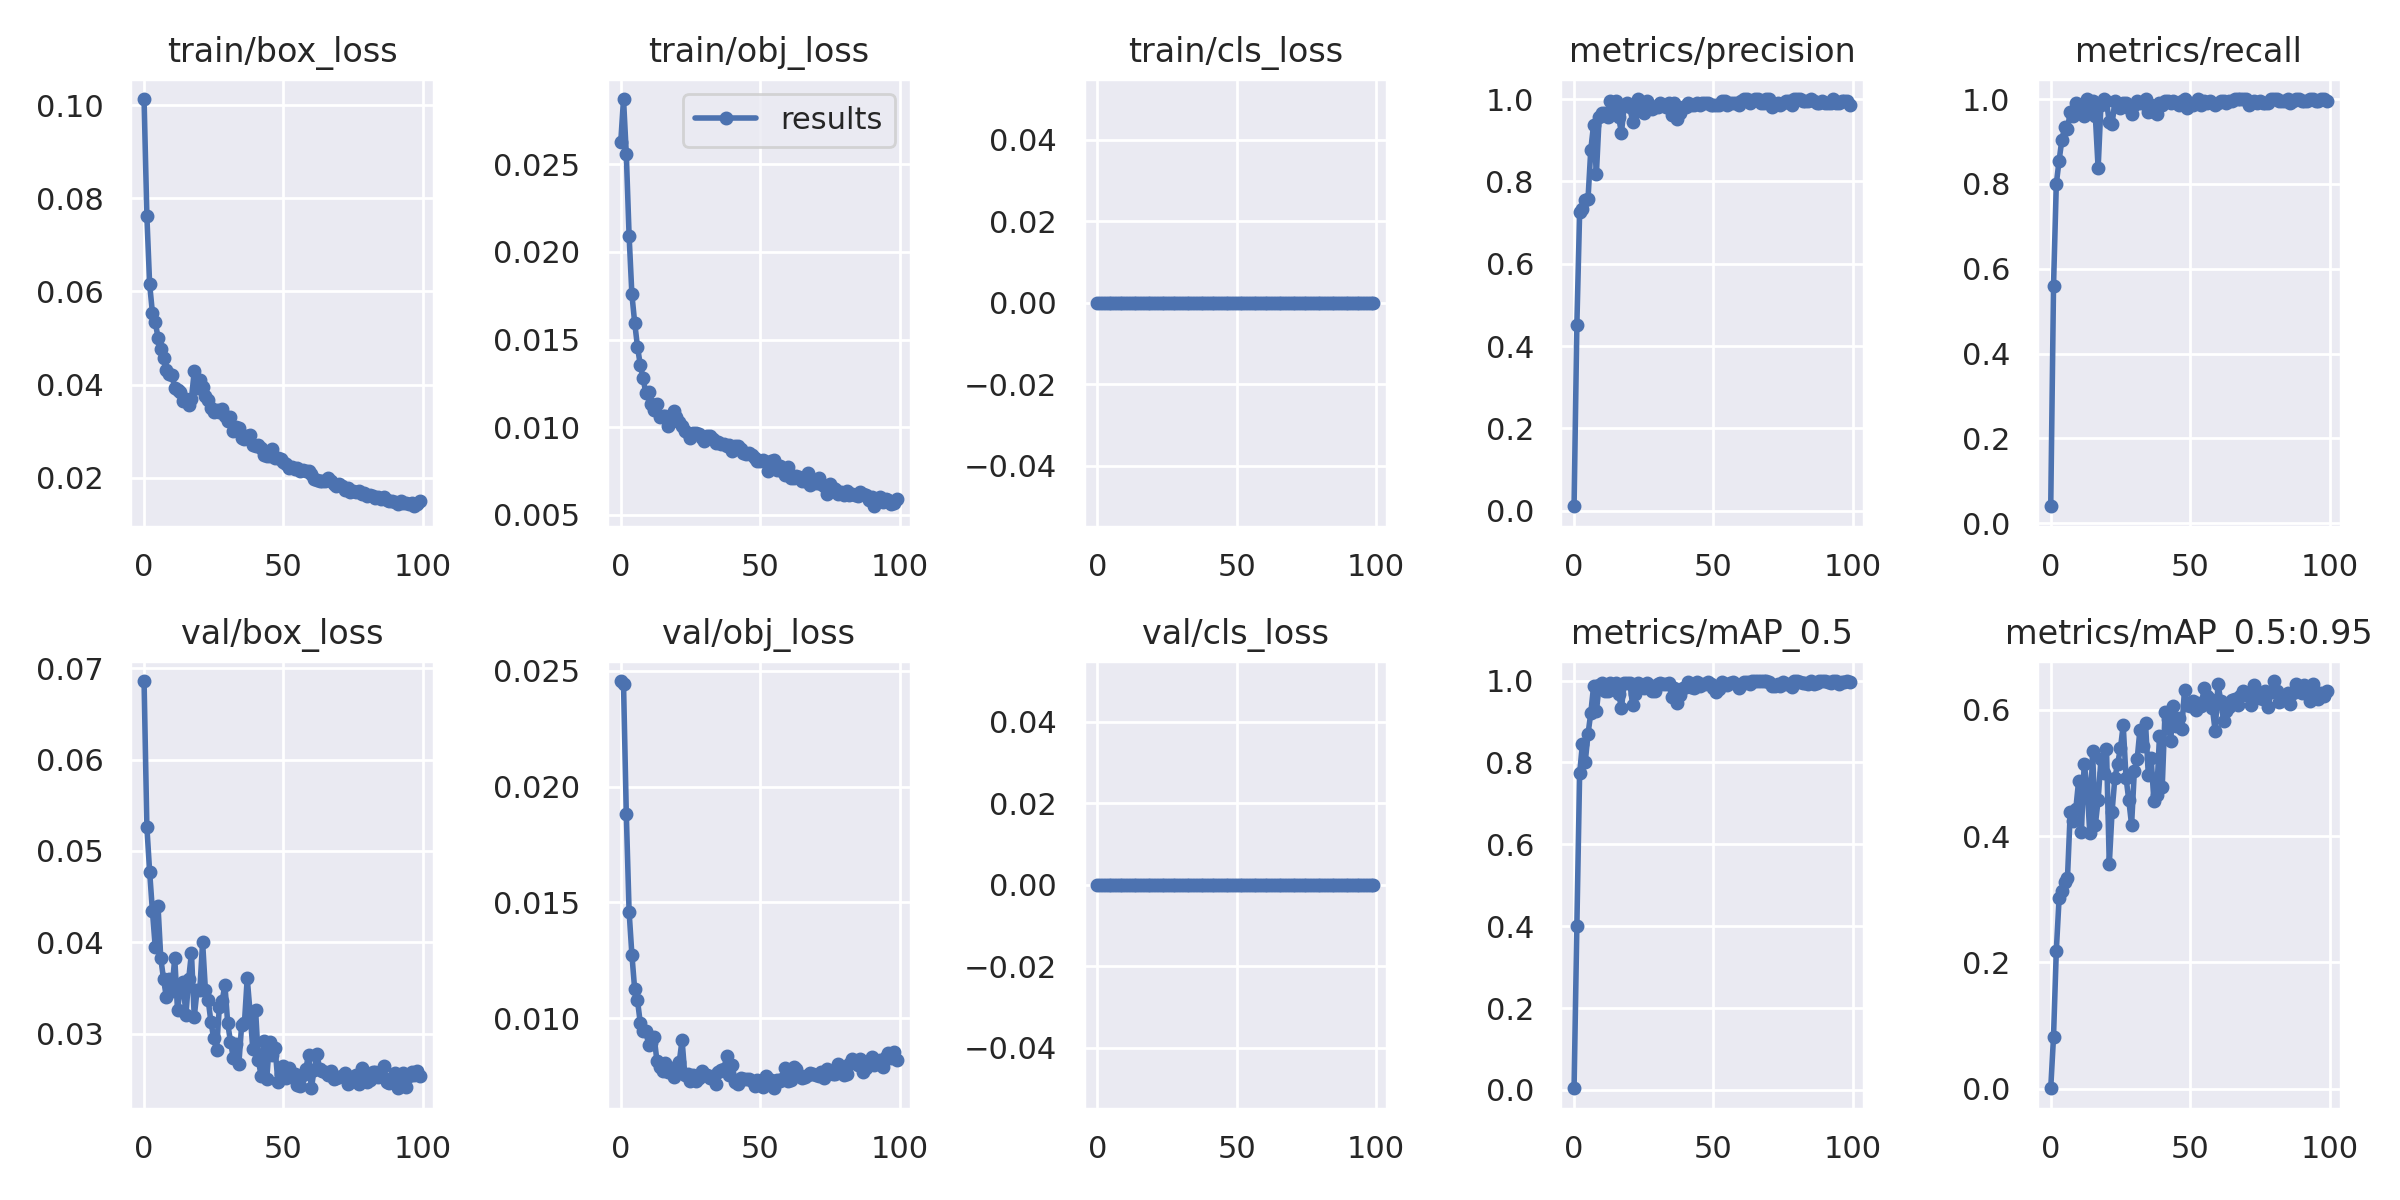 train/box_loss
0.10
0.08
0.06
0.04
0.02
0 50 100
train/obj_loss
results
0.025
0.020
0.015
0.010
0.005
0 50 100
train/cls_loss
0.04
0.02
0.00
−0.02
−0.04
0 50 100
metrics/precision
1.0
0.8
0.6
0.4
0.2
0.0
0 50 100
metrics/recall
1.0
0.8
0.6
0.4
0.2
0.0
0 50 100
val/box_loss
0.07
0.06
0.05
0.04
0.03
0 50 100
val/obj_loss
0.025
0.020
0.015
0.010
0 50 100
val/cls_loss
0.04
0.02
0.00
−0.02
−0.04
0 50 100
metrics/mAP_0.5
1.0
0.8
0.6
0.4
0.2
0.0
0 50 100
metrics/mAP_0.5:0.95
0.6
0.4
0.2
0.0
0 50 100